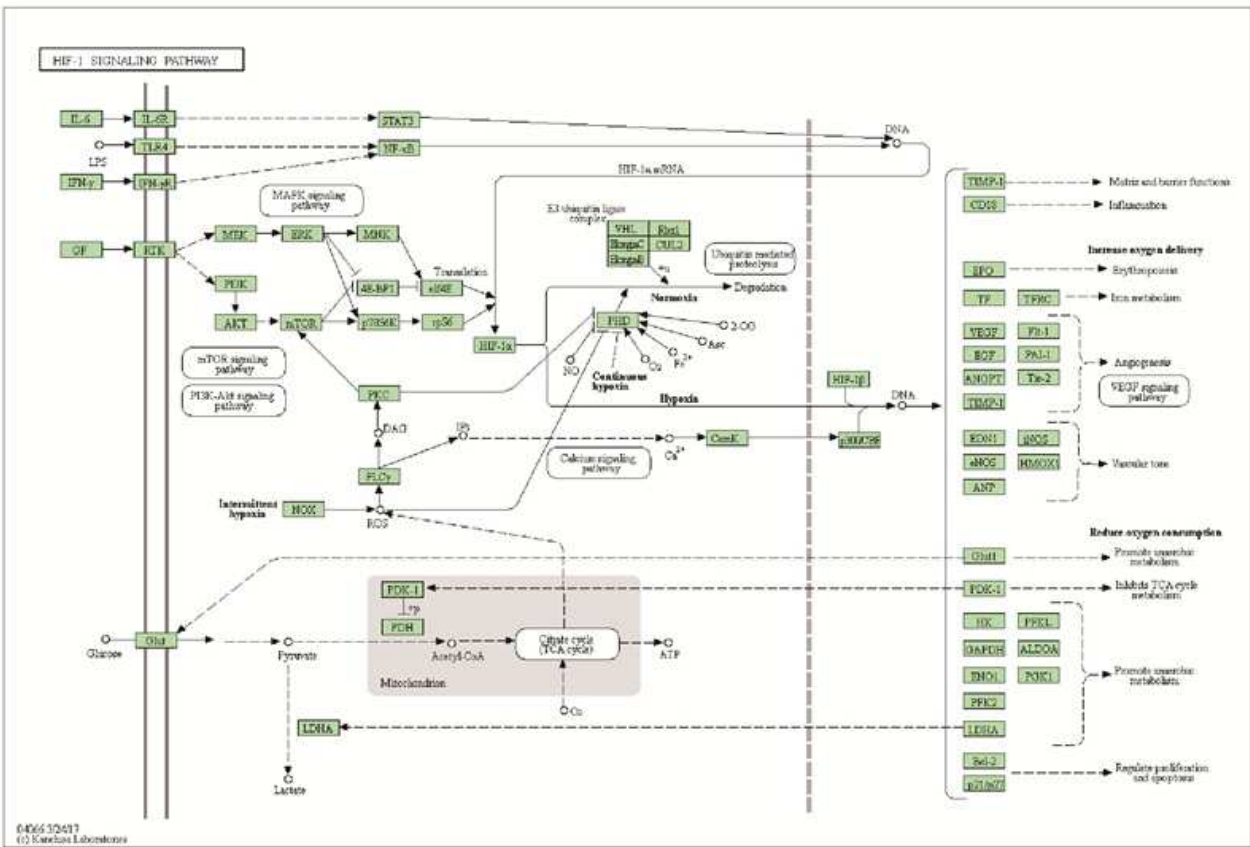 HIF-1 SIGNALING PATHWAY
IL-6
IL-6R
STAT3
DNA
LPS
TLR4
NF-κB
IFN-γ
IFN-γR
HIF-1α mRNA
MAPK signaling
pathway
E3 ubiquitin ligase
complex
VHL
Rbx1
ElonginC
CUL2
ElonginB
+u
Ubiquitin mediated
proteolysis
GF
RTK
MEK
ERK
MNK
Translation
4E-BP1
eIF4E
PI3K
AKT
mTOR
p70S6K
rpS6
HIF-1α
Normoxia
Degradation
PHD
2-OG
Asc
Fe2+
O2
NO
Continuous
hypoxia
mTOR signaling
pathway
PI3K-Akt signaling
pathway
PKC
DAG
IP3
PLCγ
Hypoxia
HIF-1β
DNA
Ca2+
CamK
p300/CBP
Calcium signaling
pathway
Intermittent
hypoxia
NOX
ROS
TIMP-1
Matrix and barrier functions
CD18
Inflammation
Increase oxygen delivery
EPO
Erythropoiesis
TF
TFRC
Iron metabolism
VEGF
Flt-1
EGF
PAI-1
ANGPT
Tie-2
TIMP-1
Angiogenesis
VEGF signaling
pathway
EDN1
iNOS
eNOS
HMOX1
ANP
Vascular tone
Reduce oxygen consumption
Glut1
Promote anaerobic
metabolism
PDK-1
Inhibits TCA cycle
metabolism
HK
PFKL
GAPDH
ALDOA
ENO1
PGK1
PFK2
LDHA
Promote anaerobic
metabolism
Bcl-2
p21/p27
Regulate proliferation
and apoptosis
PDK-1
+p
PDH
Glucose
Glut
Pyruvate
Acetyl-CoA
Citrate cycle
(TCA cycle)
ATP
Mitochondrion
O2
LDHA
Lactate
04066 3/24/17
(c) Kanehisa Laboratories